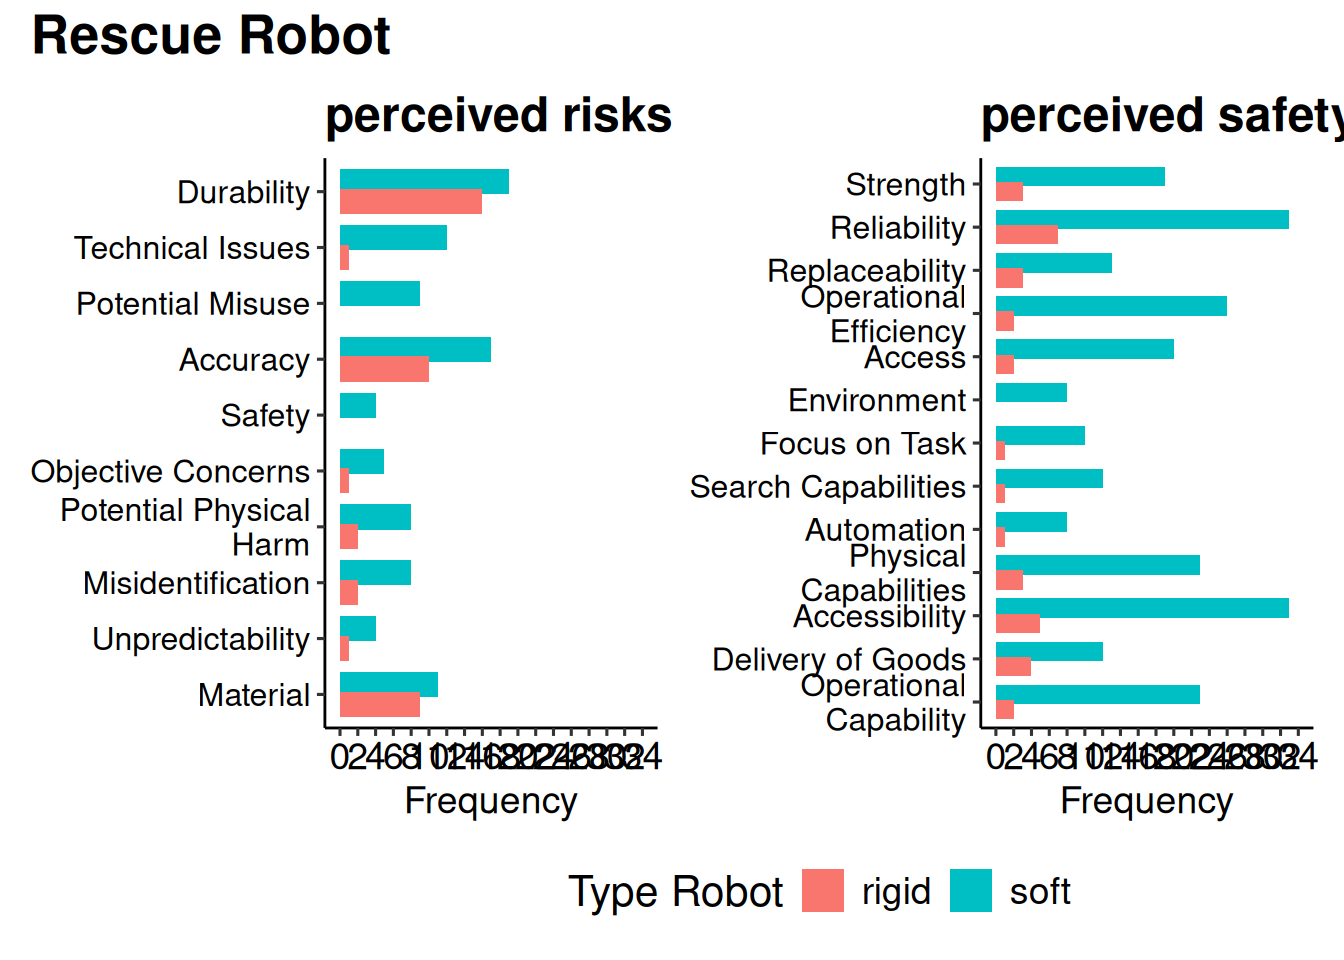 Rescue Robot
perceived risks
Durability
Technical Issues
Potential Misuse
Accuracy
Safety
Objective Concerns
Potential Physical
Harm
Misidentification
Unpredictability
Material
Frequency
perceived safety
Strength
Reliability
Replaceability
Operational
Efficiency
Access
Environment
Focus on Task
Search Capabilities
Automation
Physical
Capabilities
Accessibility
Delivery of Goods
Operational
Capability
Frequency
Type Robot
rigid
soft